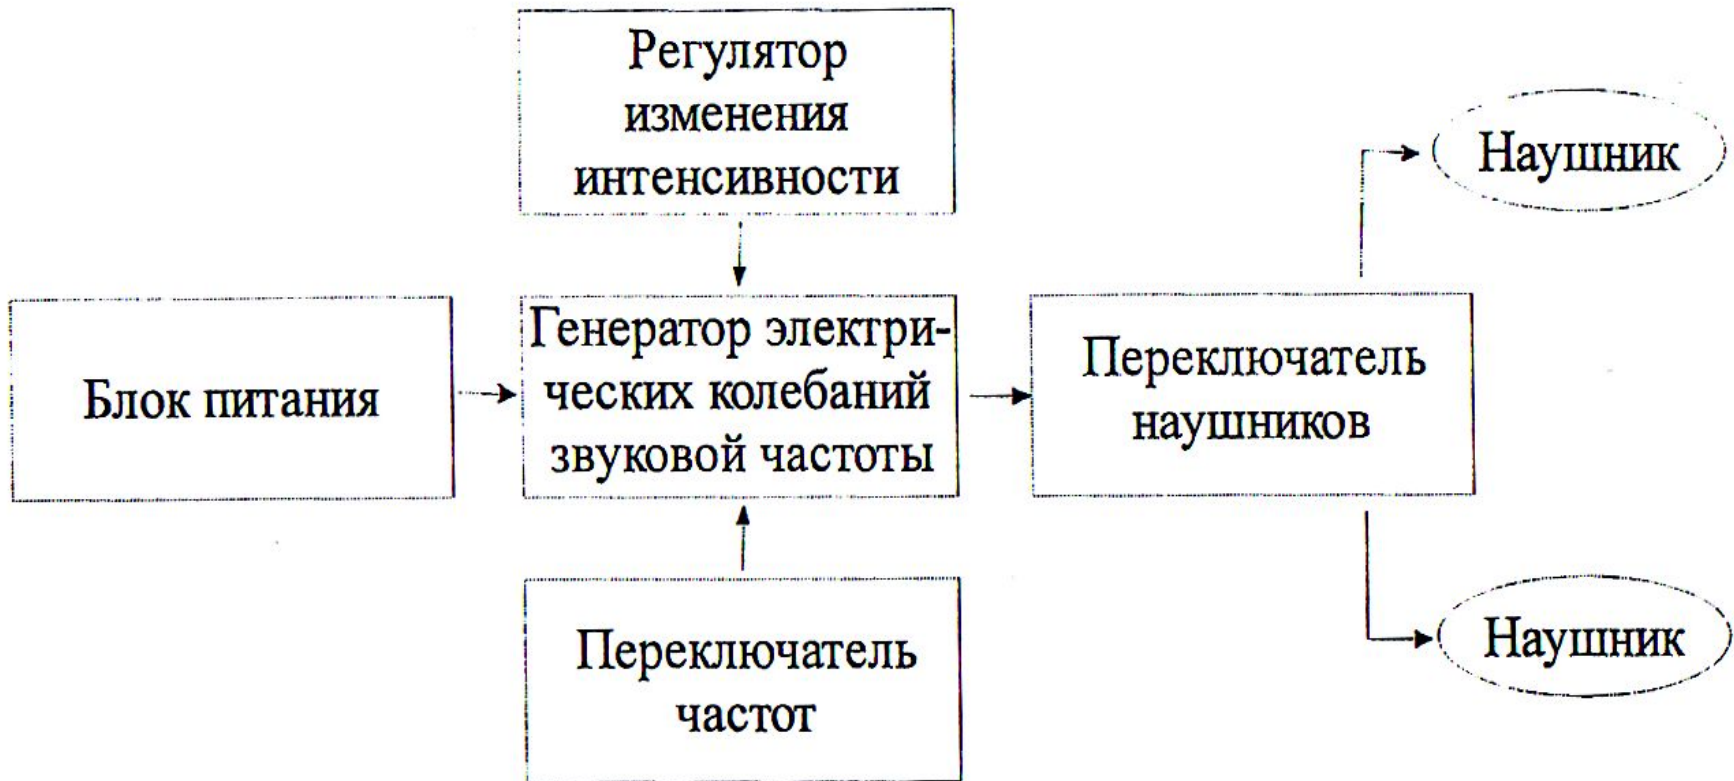 Регулятор
изменения
интенсивности
Наушник
Блок питания
Генератор электри-
ческих колебаний
звуковой частоты
Переключатель
наушников
Переключатель
частот
Наушник